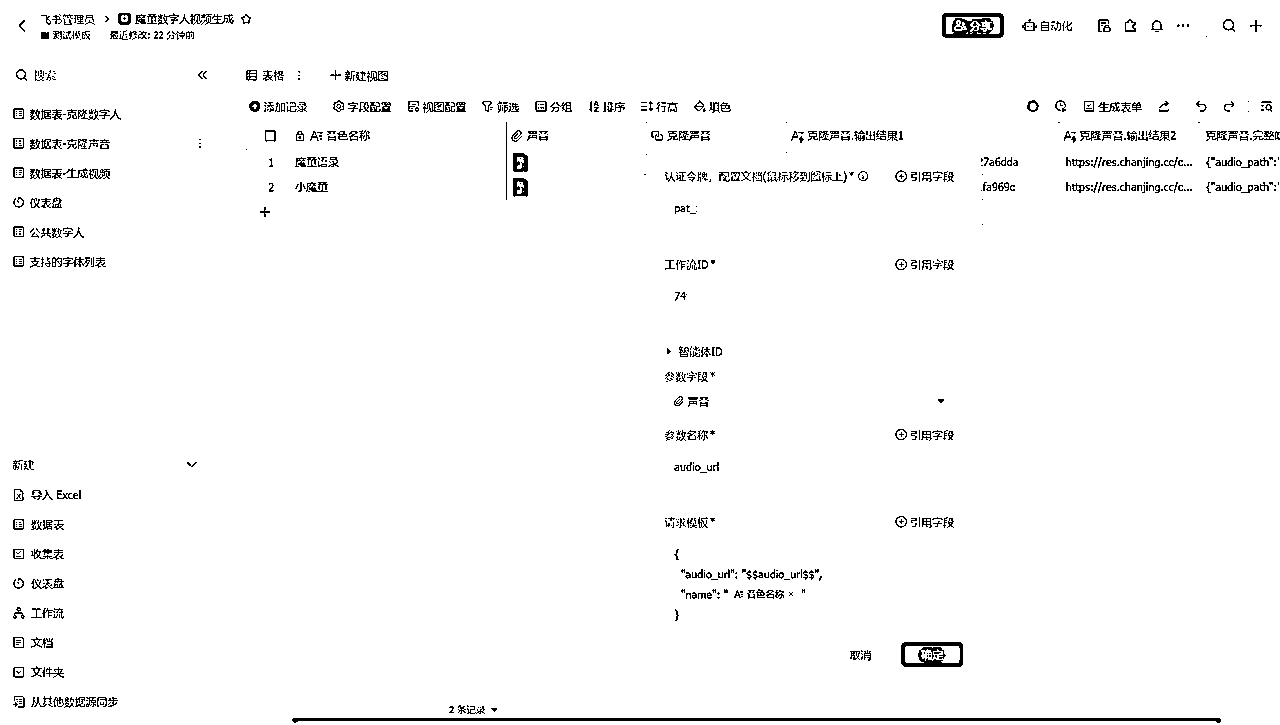 飞书管理员 > 魔童数字人视频生成
测试模版 最近修改: 22 分钟前
分享 自动化
搜索
表格 新建视图
添加记录 字段配置 视图配置 筛选 分组 排序 行高 填色 生成表单
数据表-克隆数字人
数据表-克隆声音
数据表-生成视频
仪表盘
公共数字人
支持的字体列表
音色名称 声音 克隆声音 克隆声音.输出结果1 克隆声音.输出结果2
1 魔童语录 27a6dda https://res.chanjing.cc/c... {"audio_path":"
2 小魔童 fa969c https://res.chanjing.cc/c... {"audio_path":"
认证令牌，配置文档(鼠标移到图标上)* 引用字段
pat_
工作流ID* 引用字段
74
智能体ID
参数字段*
声音
参数名称* 引用字段
audio_url
请求模板* 引用字段
{
"audio_url": "$$audio_url$$",
"name": " 音色名称 × "
}
取消 确定
新建
导入 Excel
数据表
收集表
仪表盘
工作流
文档
文件夹
从其他数据源同步
2 条记录